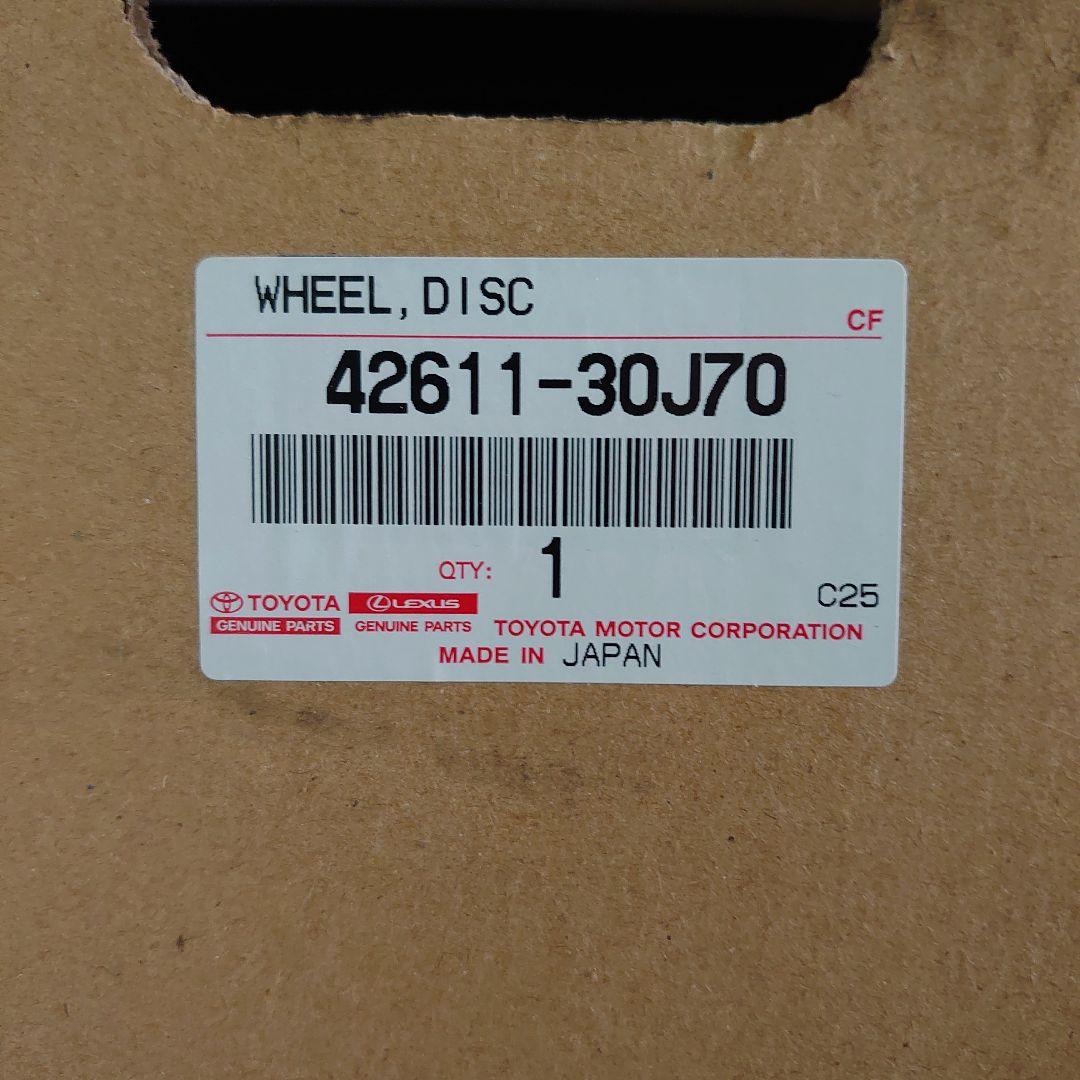 WHEEL,DISC
CF
42611-30J70
QTY: 1
C25
TOYOTA LEXUS
GENUINE PARTS GENUINE PARTS TOYOTA MOTOR CORPORATION
MADE IN JAPAN